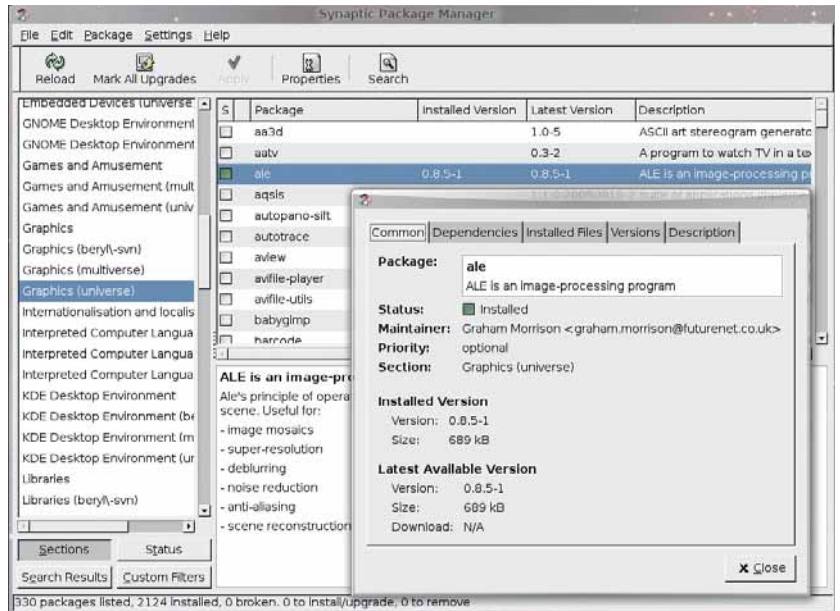 Synaptic Package Manager
File Edit Package Settings Help
Reload Mark All Upgrades Apply Properties Search
Embedded Devices (universe
GNOME Desktop Environment
GNOME Desktop Environment
Games and Amusement
Games and Amusement (mult
Games and Amusement (univ
Graphics
Graphics (beryl\-svn)
Graphics (multiverse)
Graphics (universe)
Internationalisation and localis
Interpreted Computer Langua
Interpreted Computer Langua
Interpreted Computer Langua
KDE Desktop Environment
KDE Desktop Environment (be
KDE Desktop Environment (m
KDE Desktop Environment (ur
Libraries
Libraries (beryl\-svn)
Sections Status
Search Results Custom Filters
S Package Installed Version Latest Version Description
aa3d 1.0-5 ASCII art stereogram generato
aatv 0.3-2 A program to watch TV in a tex
ale 0.8.5-1 0.8.5-1 ALE is an image-processing pr
aqsis
autopano-sift
autotrace
aview
avifile-player
avifile-utils
babygimp
barcode
ALE is an image-pro
Ale's principle of opera
scene. Useful for:
- image mosaics
- super-resolution
- deblurring
- noise reduction
- anti-aliasing
- scene reconstruction
Common Dependencies Installed Files Versions Description
Package: ale
ALE is an image-processing program
Status: Installed
Maintainer: Graham Morrison <graham.morrison@futurenet.co.uk>
Priority: optional
Section: Graphics (universe)
Installed Version
Version: 0.8.5-1
Size: 689 kB
Latest Available Version
Version: 0.8.5-1
Size: 689 kB
Download: N/A
Close
330 packages listed, 2124 installed, 0 broken. 0 to install/upgrade, 0 to remove